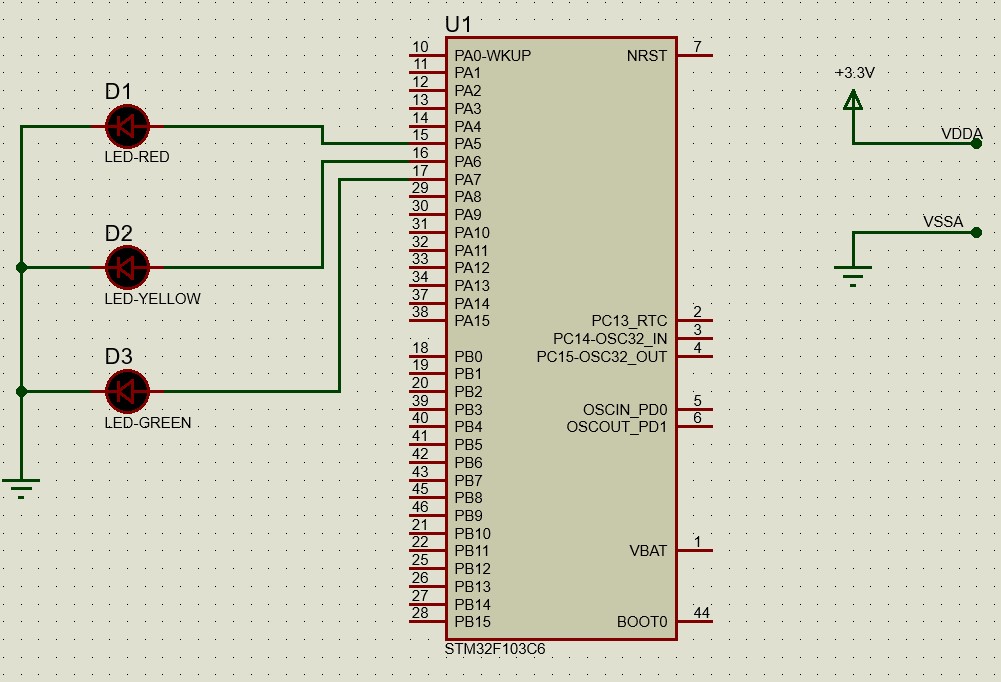 U1
10 PA0-WKUP NRST 7
11 PA1
12 PA2
13 PA3
14 PA4
15 PA5
16 PA6
17 PA7
29 PA8
30 PA9
31 PA10
32 PA11
33 PA12
34 PA13
37 PA14
38 PA15
PC13_RTC 2
PC14-OSC32_IN 3
PC15-OSC32_OUT 4
18 PB0
19 PB1
20 PB2
39 PB3
40 PB4
41 PB5
42 PB6
43 PB7
45 PB8
46 PB9
21 PB10
22 PB11
25 PB12
26 PB13
27 PB14
28 PB15
OSCIN_PD0 5
OSCOUT_PD1 6
VBAT 1
BOOT0 44
STM32F103C6
D1
LED-RED
D2
LED-YELLOW
D3
LED-GREEN
+3.3V
VDDA
VSSA